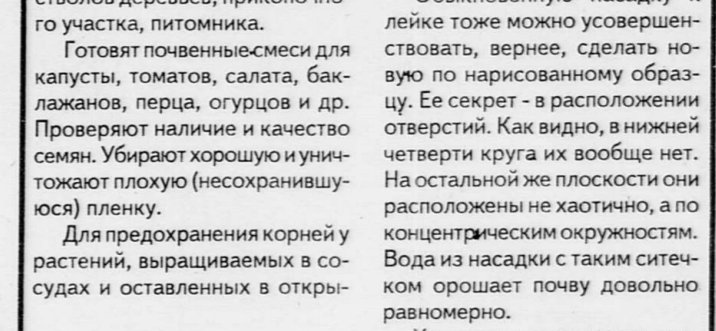 го участка, питомника.
Готовят почвенные смеси для
капусты, томатов, салата, бак-
лажанов, перца, огурцов и др.
Проверяют наличие и качество
семян. Убирают хорошую и унич-
тожают плохую (несохранившу-
юся) пленку.
Для предохранения корней у
растений, выращиваемых в со-
судах и оставленных в откры-
лейке тоже можно усовершен-
ствовать, вернее, сделать но-
вую по нарисованному образ-
цу. Ее секрет - в расположении
отверстий. Как видно, в нижней
четверти круга их вообще нет.
На остальной же плоскости они
расположены не хаотично, а по
концентрическим окружностям.
Вода из насадки с таким ситеч-
ком орошает почву довольно
равномерно.